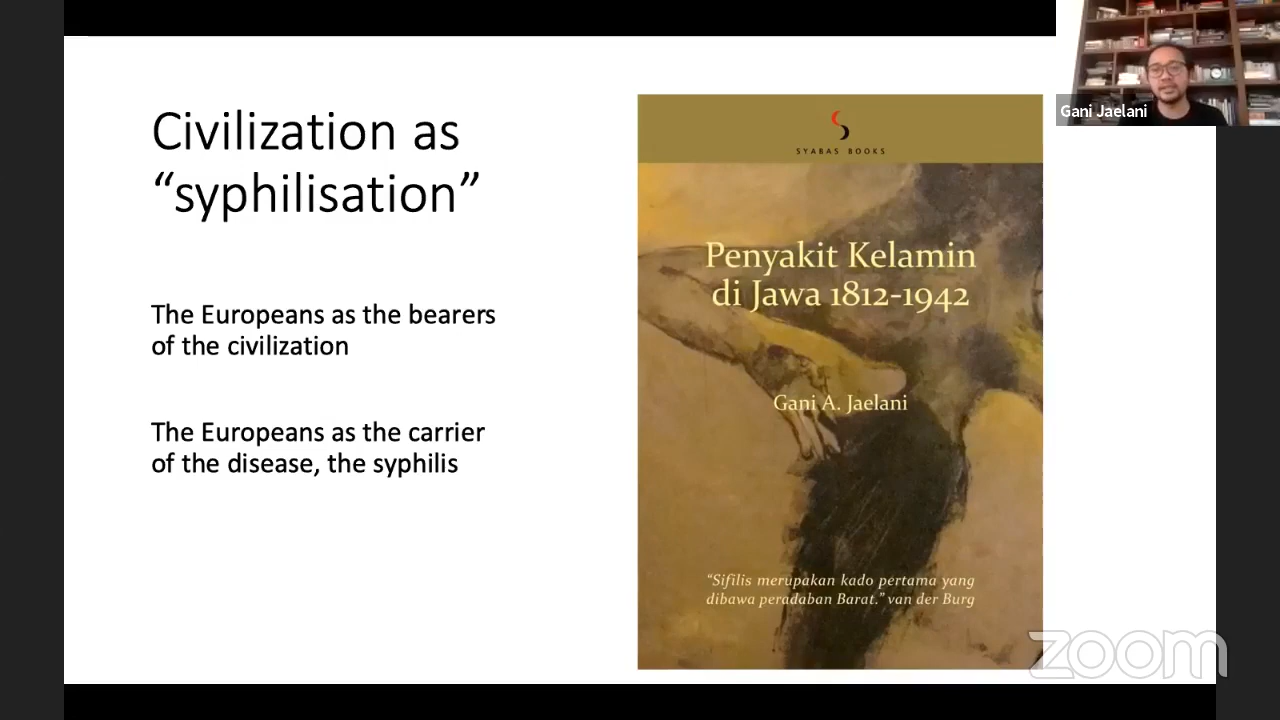 Civilization as
“syphilisation”
The Europeans as the bearers
of the civilization
The Europeans as the carrier
of the disease, the syphilis
SYABAS BOOKS
Penyakit Kelamin
di Jawa 1812-1942
Gani A. Jaelani
“Sifilis merupakan kado pertama yang
dibawa peradaban Barat.” van der Burg
Gani Jaelani
zoom